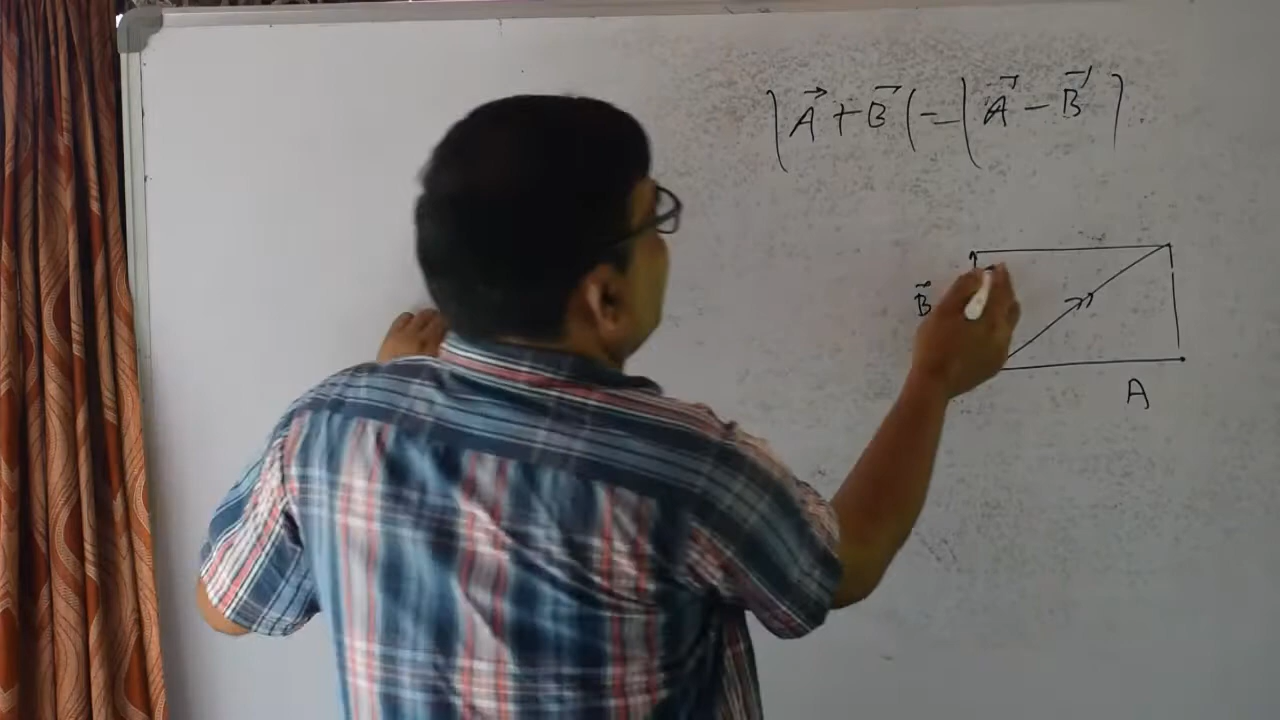 |A⃗ + B⃗| = |A⃗ − B⃗|
B⃗
A